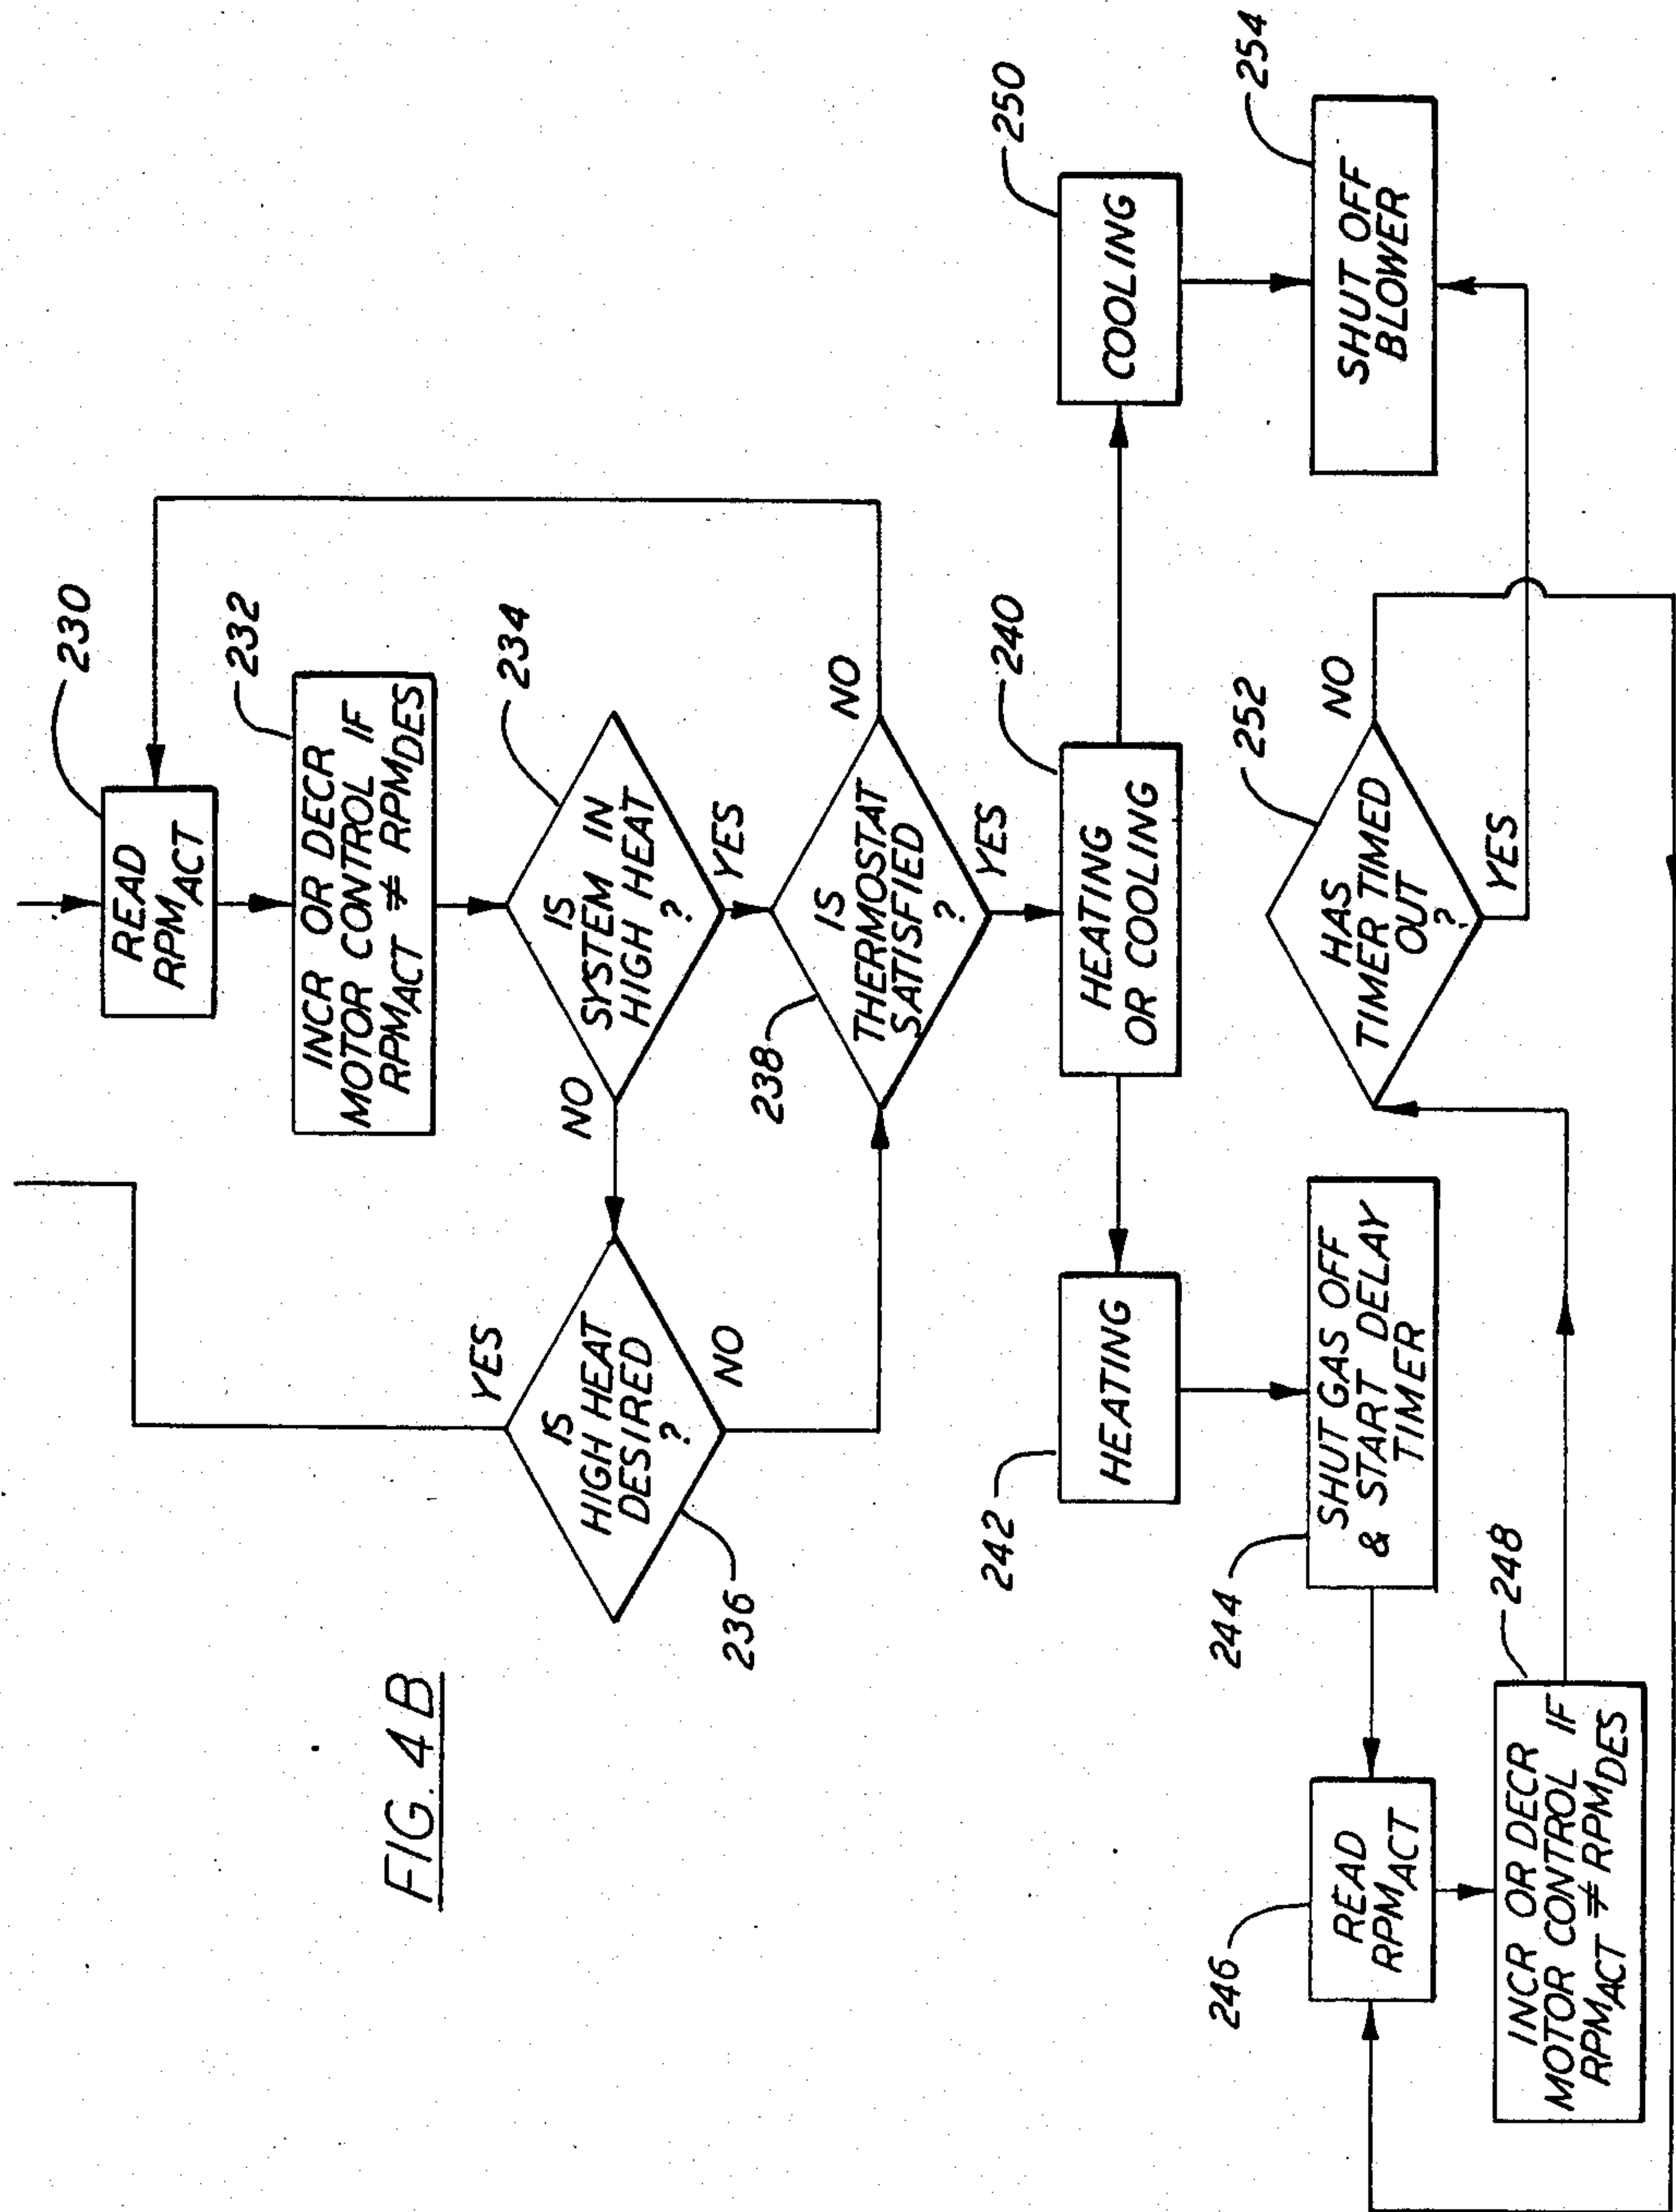 FIG. 4B
230
READ
RPMACT
232
INCR OR DECR
MOTOR CONTROL IF
RPMACT ≠ RPMDES
234
IS
SYSTEM IN
HIGH HEAT
?
NO
YES
236
IS
HIGH HEAT
DESIRED
?
YES
NO
238
IS
THERMOSTAT
SATISFIED
?
NO
YES
240
HEATING
OR COOLING
242
HEATING
250
COOLING
244
SHUT GAS OFF
& START DELAY
TIMER
246
READ
RPMACT
248
INCR OR DECR
MOTOR CONTROL IF
RPMACT ≠ RPMDES
252
HAS
TIMER TIMED
OUT
?
NO
YES
254
SHUT OFF
BLOWER